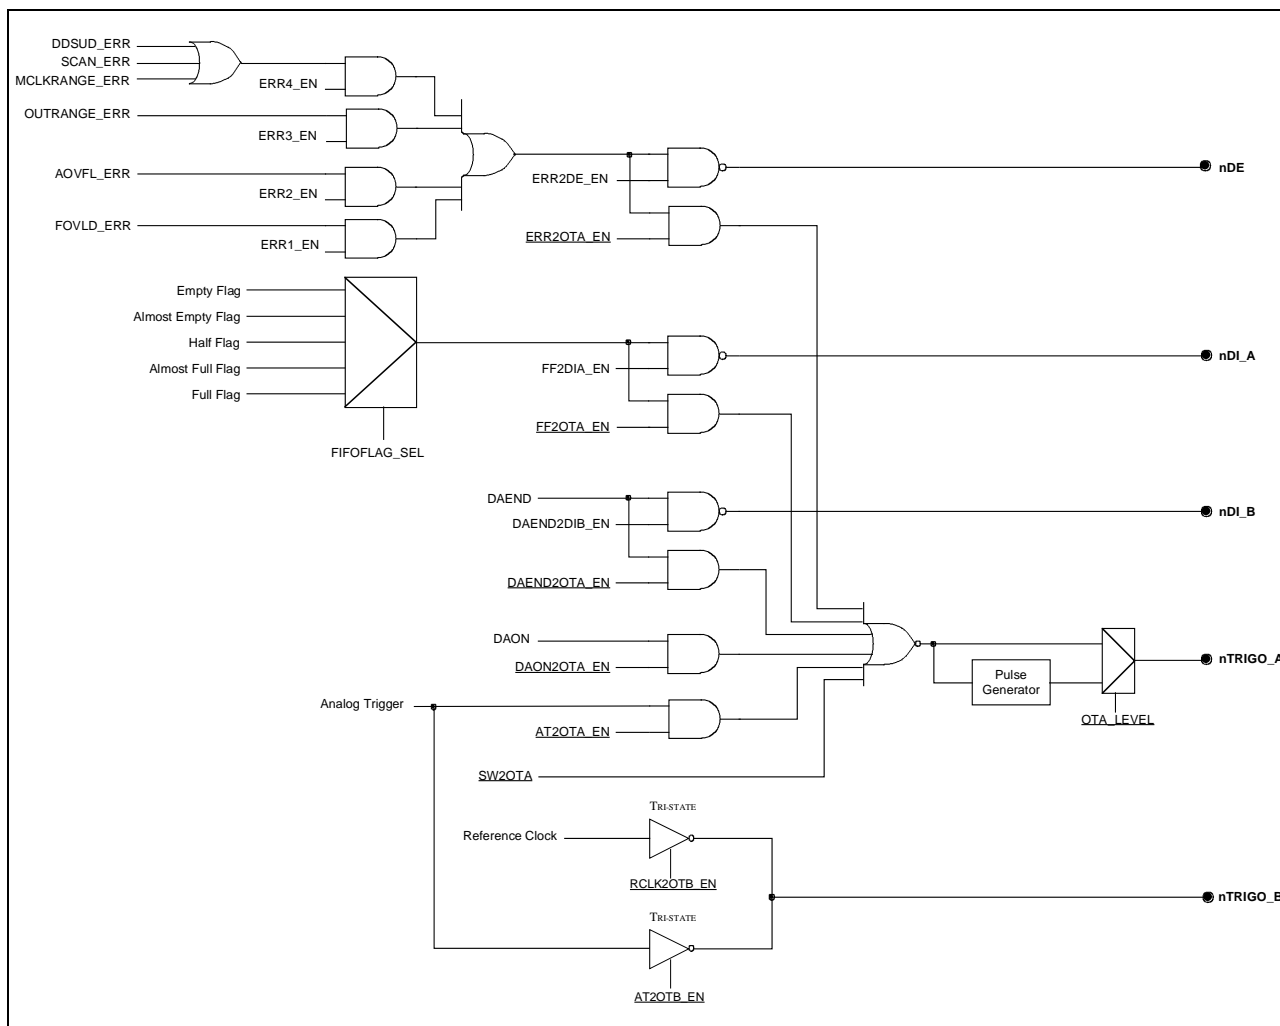 DDSUD_ERR
SCAN_ERR
MCLKRANGE_ERR
ERR4_EN
OUTRANGE_ERR
ERR3_EN
AOVFL_ERR
ERR2_EN
FOVLD_ERR
ERR1_EN
ERR2DE_EN
nDE
ERR2OTA_EN
Empty Flag
Almost Empty Flag
Half Flag
Almost Full Flag
Full Flag
FIFOFLAG_SEL
FF2DIA_EN
nDI_A
FF2OTA_EN
DAEND
DAEND2DIB_EN
nDI_B
DAEND2OTA_EN
DAON
DAON2OTA_EN
Analog Trigger
AT2OTA_EN
SW2OTA
Pulse
Generator
nTRIGO_A
OTA_LEVEL
TRI-STATE
Reference Clock
RCLK2OTB_EN
nTRIGO_B
TRI-STATE
AT2OTB_EN